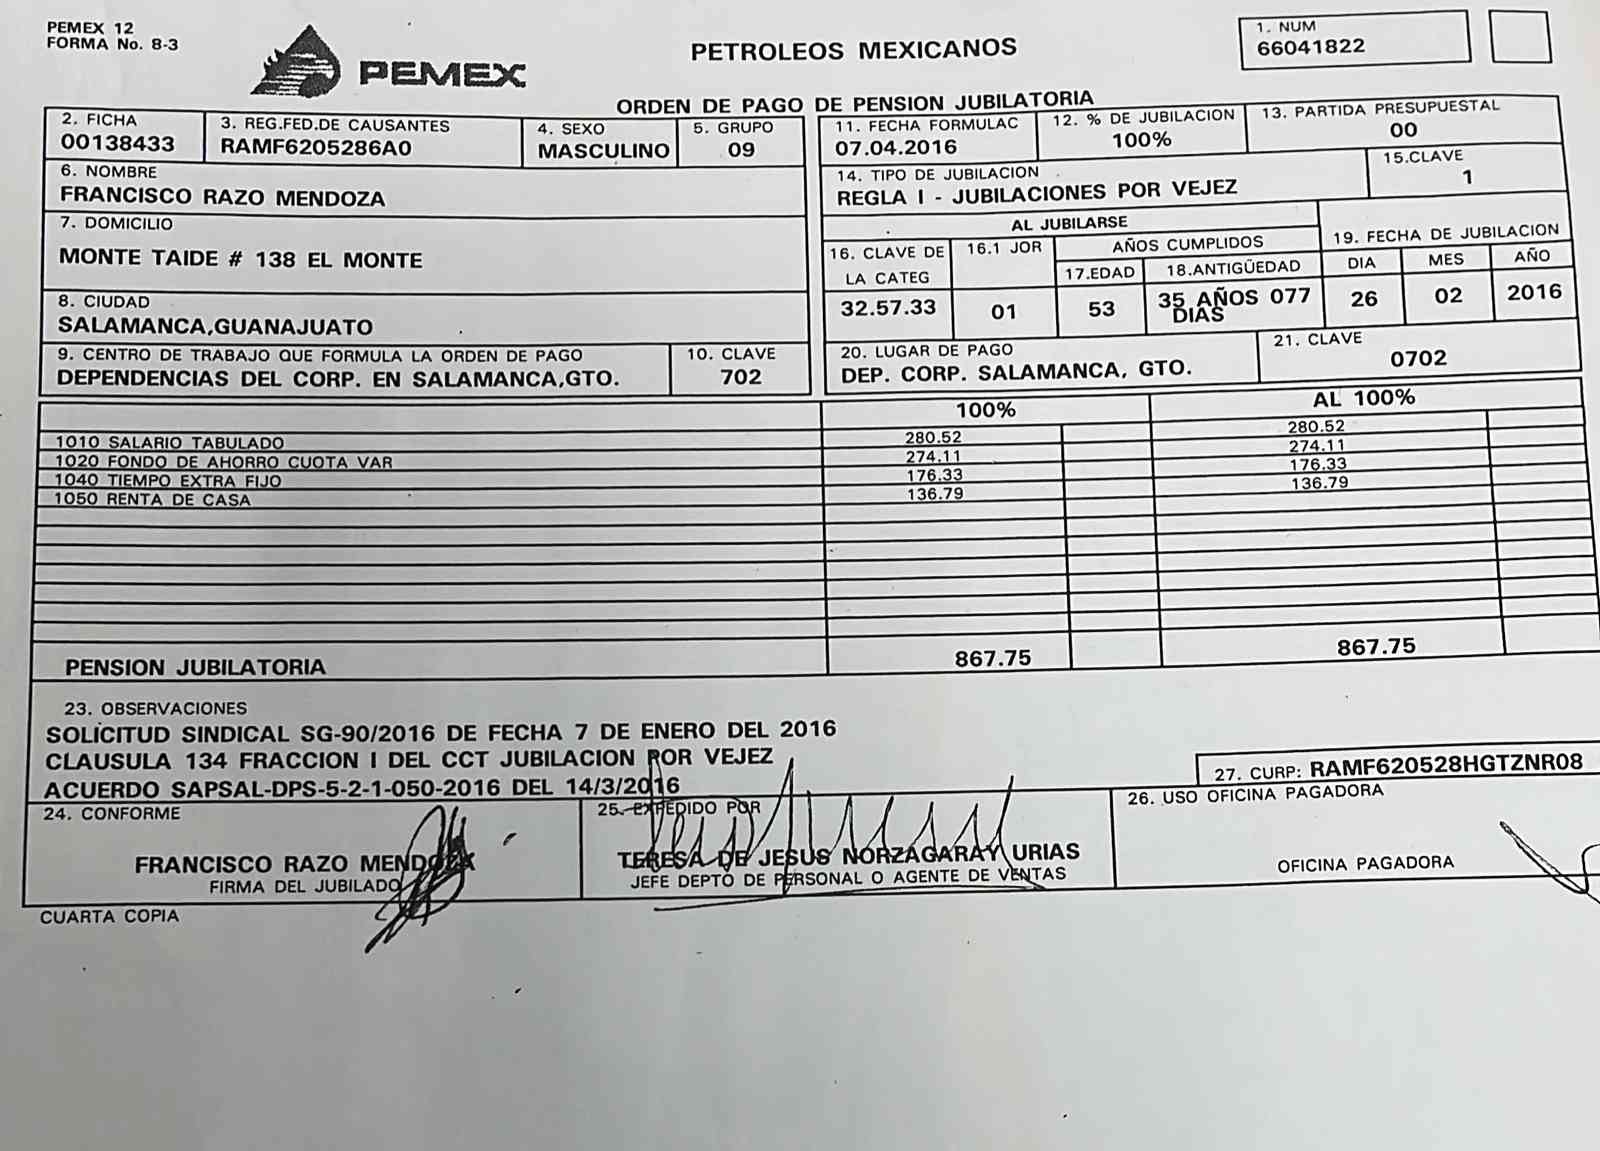 PEMEX 12
FORMA No. 8-3
PEMEX
PETROLEOS MEXICANOS
1. NUM
66041822
ORDEN DE PAGO DE PENSION JUBILATORIA
2. FICHA
00138433
3. REG.FED.DE CAUSANTES
RAMF6205286A0
4. SEXO
MASCULINO
5. GRUPO
09
11. FECHA FORMULAC
07.04.2016
12. % DE JUBILACION
100%
13. PARTIDA PRESUPUESTAL
00
6. NOMBRE
FRANCISCO RAZO MENDOZA
14. TIPO DE JUBILACION
REGLA I - JUBILACIONES POR VEJEZ
15.CLAVE
1
7. DOMICILIO
MONTE TAIDE # 138 EL MONTE
AL JUBILARSE
16. CLAVE DE
LA CATEG
32.57.33
16.1 JOR
01
AÑOS CUMPLIDOS
17.EDAD
53
18.ANTIGÜEDAD
35 AÑOS 077
DIAS
19. FECHA DE JUBILACION
DIA MES AÑO
26 02 2016
8. CIUDAD
SALAMANCA,GUANAJUATO
9. CENTRO DE TRABAJO QUE FORMULA LA ORDEN DE PAGO
DEPENDENCIAS DEL CORP. EN SALAMANCA,GTO.
10. CLAVE
702
20. LUGAR DE PAGO
DEP. CORP. SALAMANCA, GTO.
21. CLAVE
0702
100% AL 100%
1010 SALARIO TABULADO 280.52 280.52
1020 FONDO DE AHORRO CUOTA VAR 274.11 274.11
1040 TIEMPO EXTRA FIJO 176.33 176.33
1050 RENTA DE CASA 136.79 136.79
PENSION JUBILATORIA 867.75 867.75
23. OBSERVACIONES
SOLICITUD SINDICAL SG-90/2016 DE FECHA 7 DE ENERO DEL 2016
CLAUSULA 134 FRACCION I DEL CCT JUBILACION POR VEJEZ
ACUERDO SAPSAL-DPS-5-2-1-050-2016 DEL 14/3/2016
27. CURP: RAMF620528HGTZNR08
24. CONFORME
FRANCISCO RAZO MENDOZA
FIRMA DEL JUBILADO
25. EXPEDIDO POR
TERESA DE JESUS NORZAGARAY URIAS
JEFE DEPTO DE PERSONAL O AGENTE DE VENTAS
26. USO OFICINA PAGADORA
OFICINA PAGADORA
CUARTA COPIA